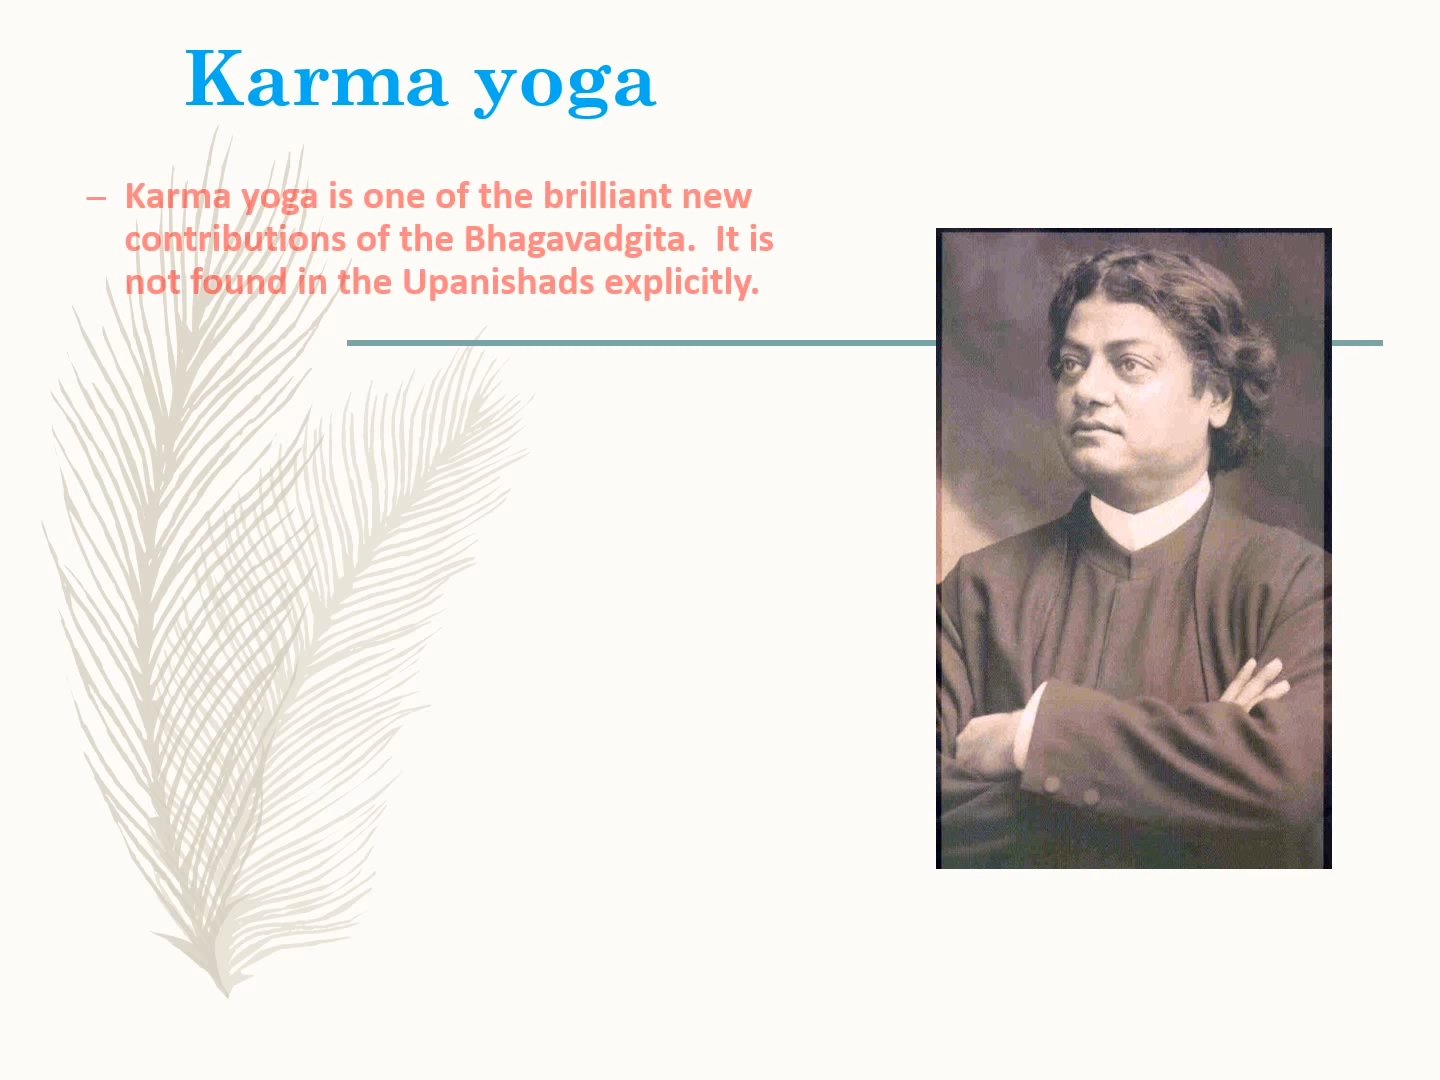 Karma yoga
– Karma yoga is one of the brilliant new
contributions of the Bhagavadgita.  It is
not found in the Upanishads explicitly.